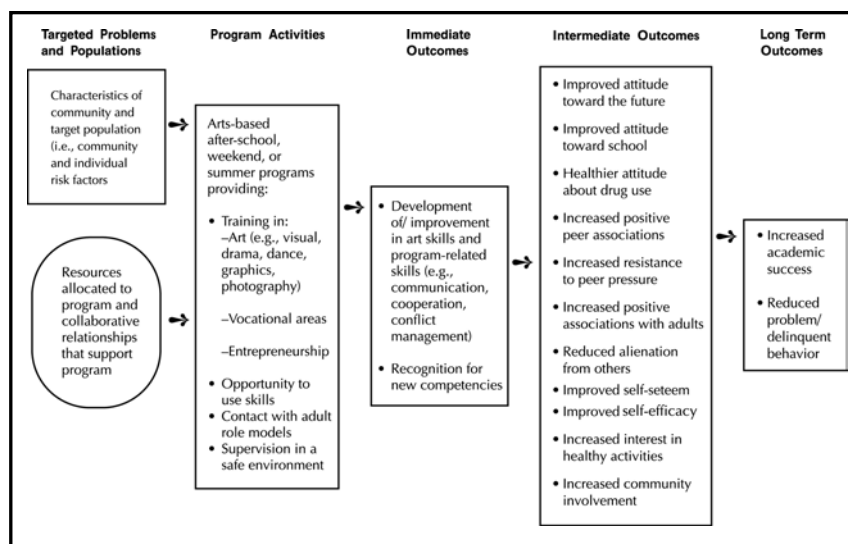 Targeted Problems
and Populations
Characteristics of
community and
target population
(i.e., community
and individual
risk factors
Resources
allocated to
program and
collaborative
relationships
that support
program
Program Activities
Arts-based
after-school,
weekend, or
summer programs
providing:
• Training in:
–Art (e.g., visual,
drama, dance,
graphics,
photography)
–Vocational areas
–Entrepreneurship
• Opportunity to
use skills
• Contact with adult
role models
• Supervision in a
safe environment
Immediate
Outcomes
• Development
of/ improvement
in art skills and
program-related
skills (e.g.,
communication,
cooperation,
conflict
management)
• Recognition for
new competencies
Intermediate Outcomes
• Improved attitude
toward the future
• Improved attitude
toward school
• Healthier attitude
about drug use
• Increased positive
peer associations
• Increased resistance
to peer pressure
• Increased positive
associations with adults
• Reduced alienation
from others
• Improved self-seteem
• Improved self-efficacy
• Increased interest in
healthy activities
• Increased community
involvement
Long Term
Outcomes
• Increased
academic
success
• Reduced
problem/
delinquent
behavior